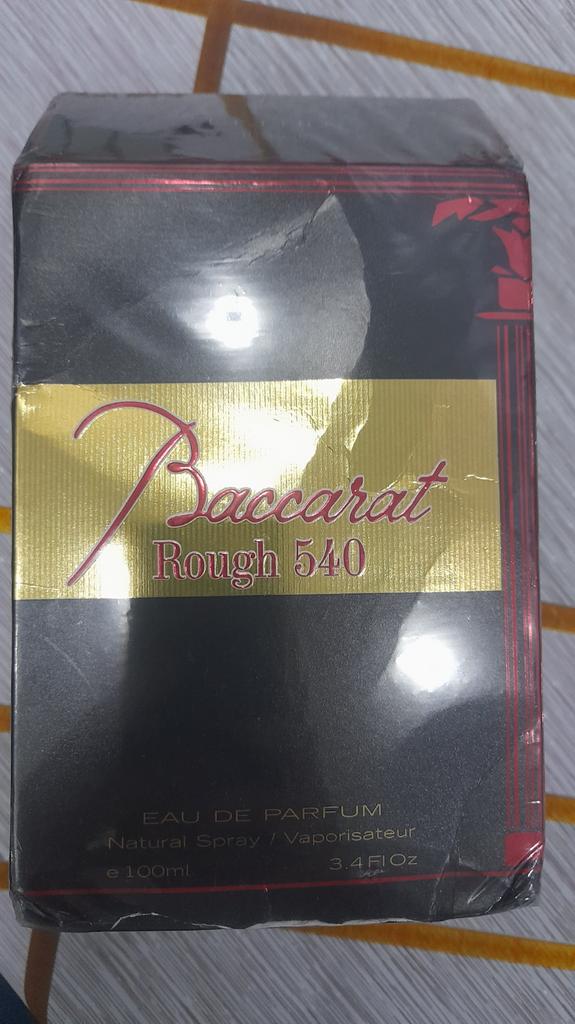 Baccarat
Rough 540
EAU DE PARFUM
Natural Spray / Vaporisateur
e 100ml 3.4 Fl Oz